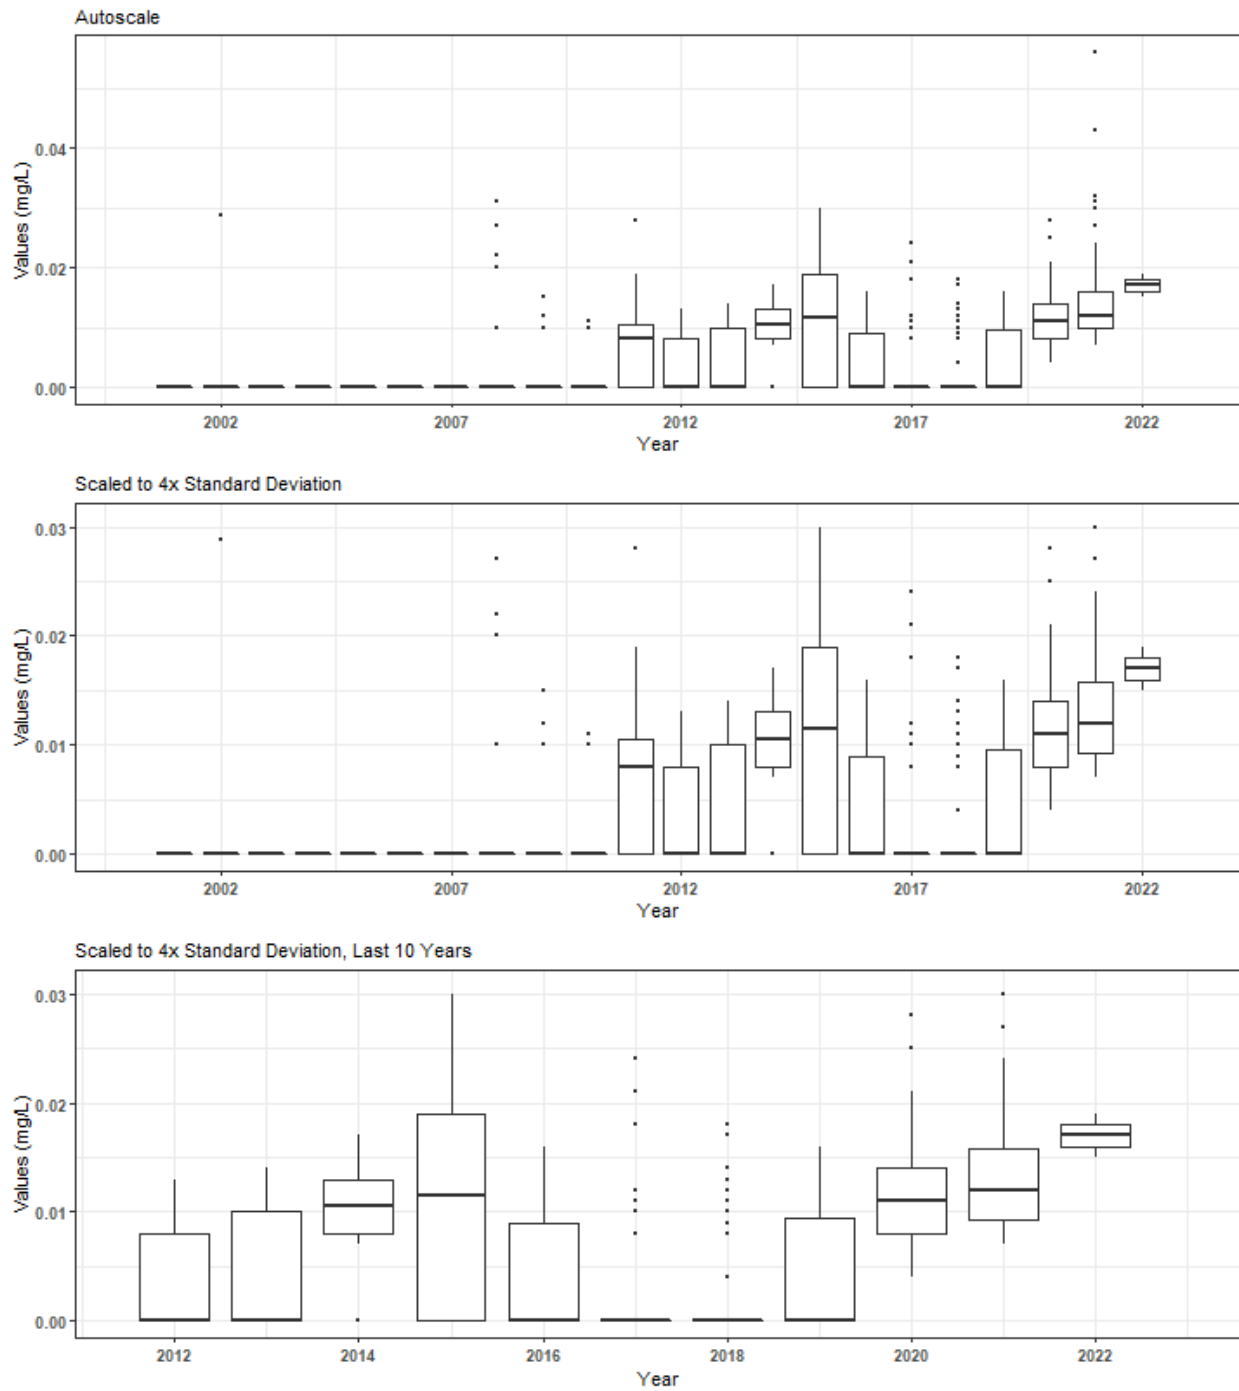 Autoscale
Values (mg/L)
0.04
0.02
0.00
2002 2007 2012 2017 2022
Year
Scaled to 4x Standard Deviation
Values (mg/L)
0.03
0.02
0.01
0.00
2002 2007 2012 2017 2022
Year
Scaled to 4x Standard Deviation, Last 10 Years
Values (mg/L)
0.03
0.02
0.01
0.00
2012 2014 2016 2018 2020 2022
Year